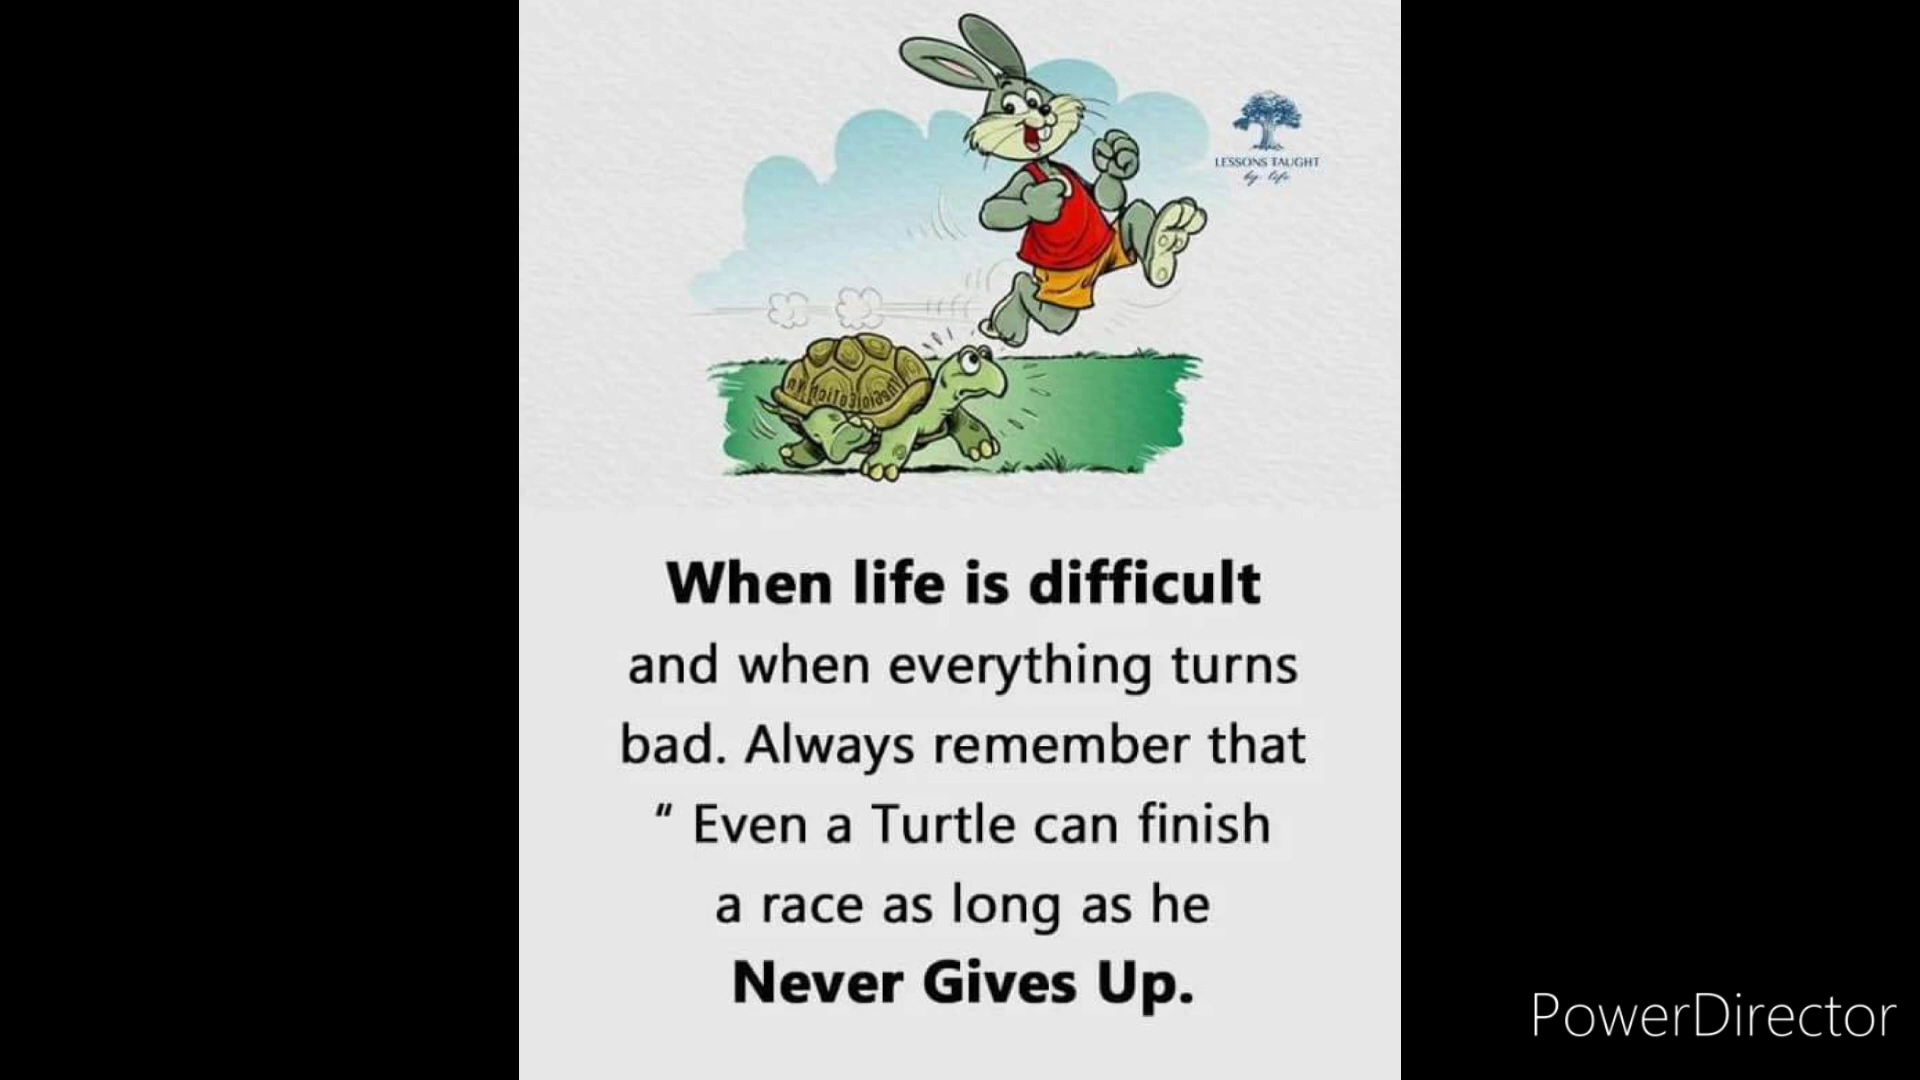 LESSONS TAUGHT
by life
When life is difficult
and when everything turns
bad. Always remember that
“ Even a Turtle can finish
a race as long as he
Never Gives Up.
PowerDirector